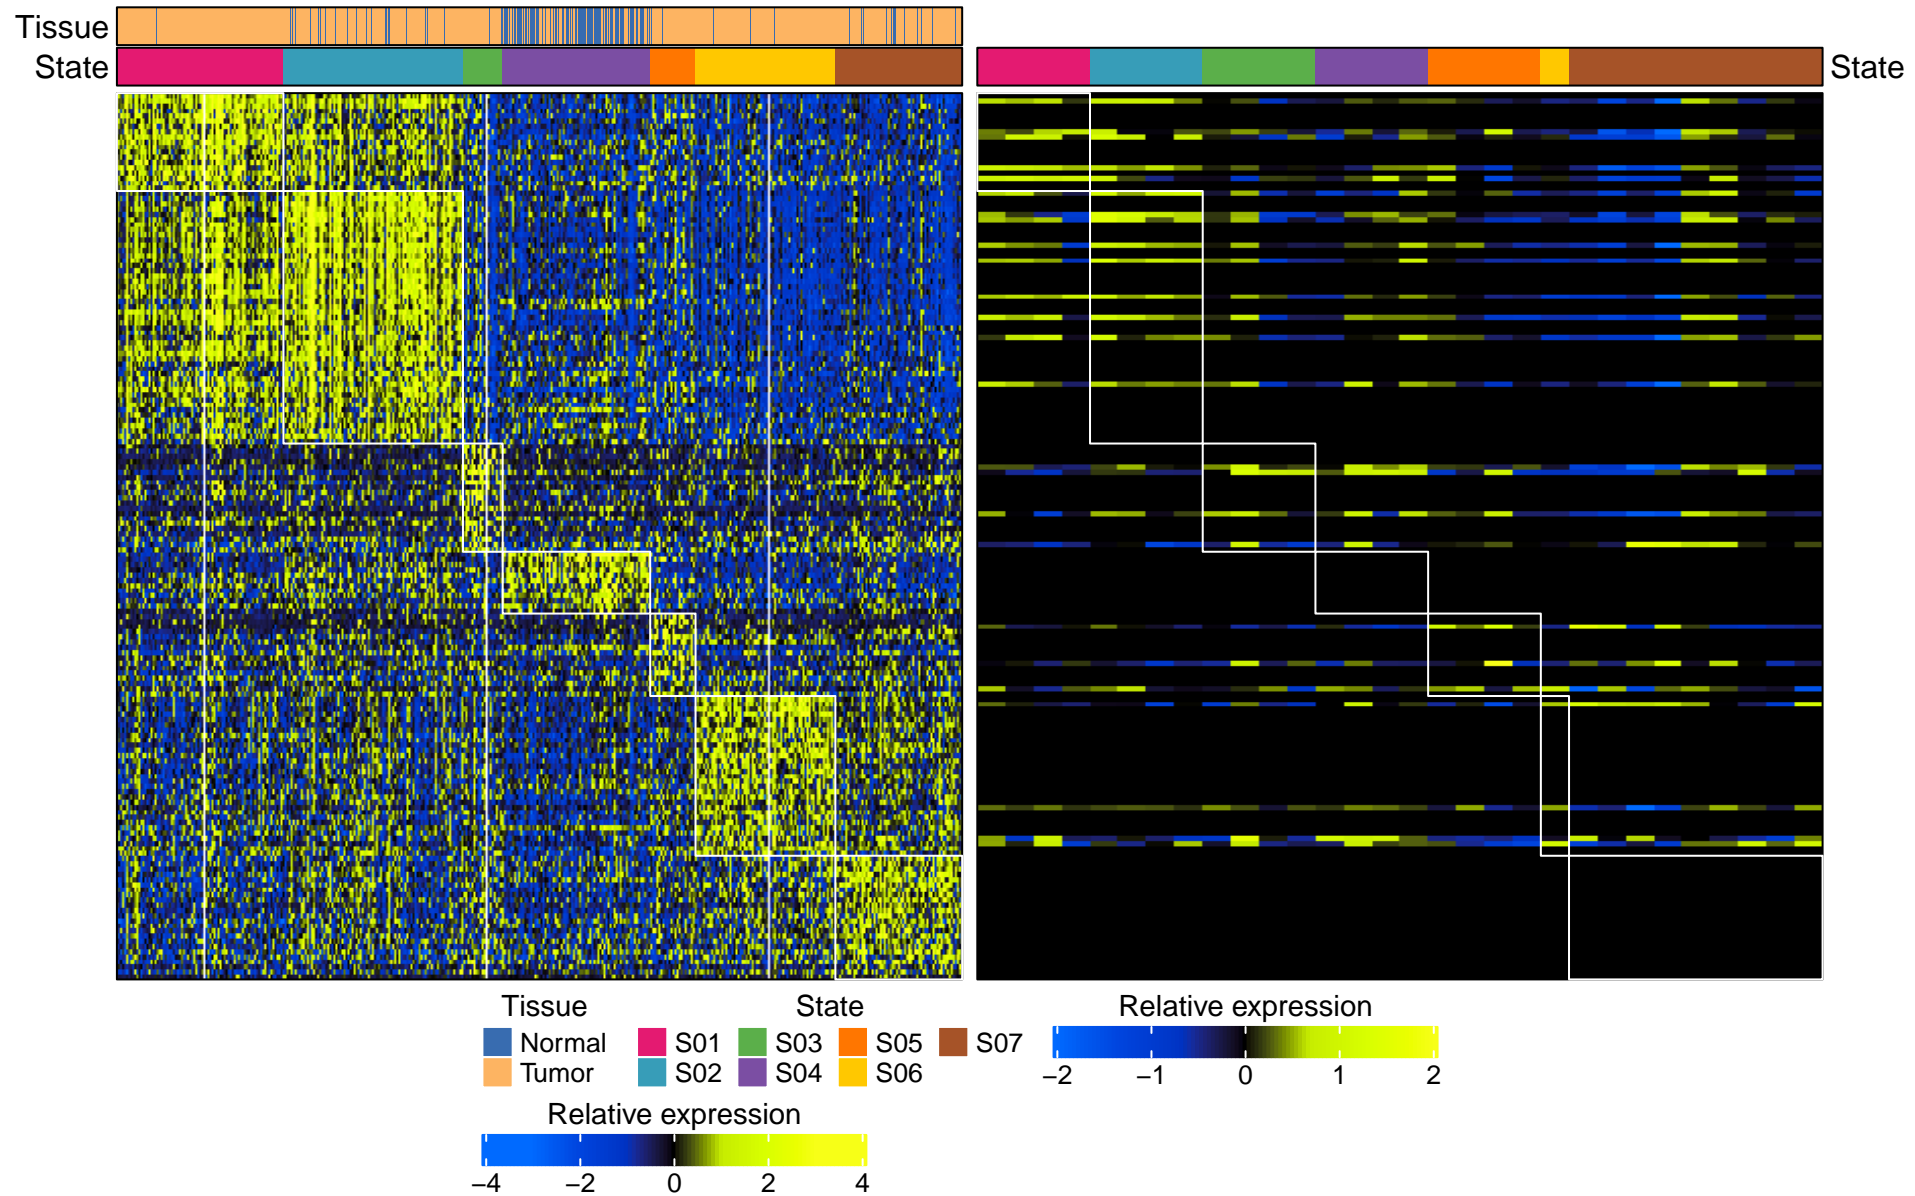 Tissue
State
State
Tissue
State
Relative expression
Normal
S01
S03
S05
S07
Tumor
S02
S04
S06
−2 −1 0 1 2
Relative expression
−4 −2 0 2 4